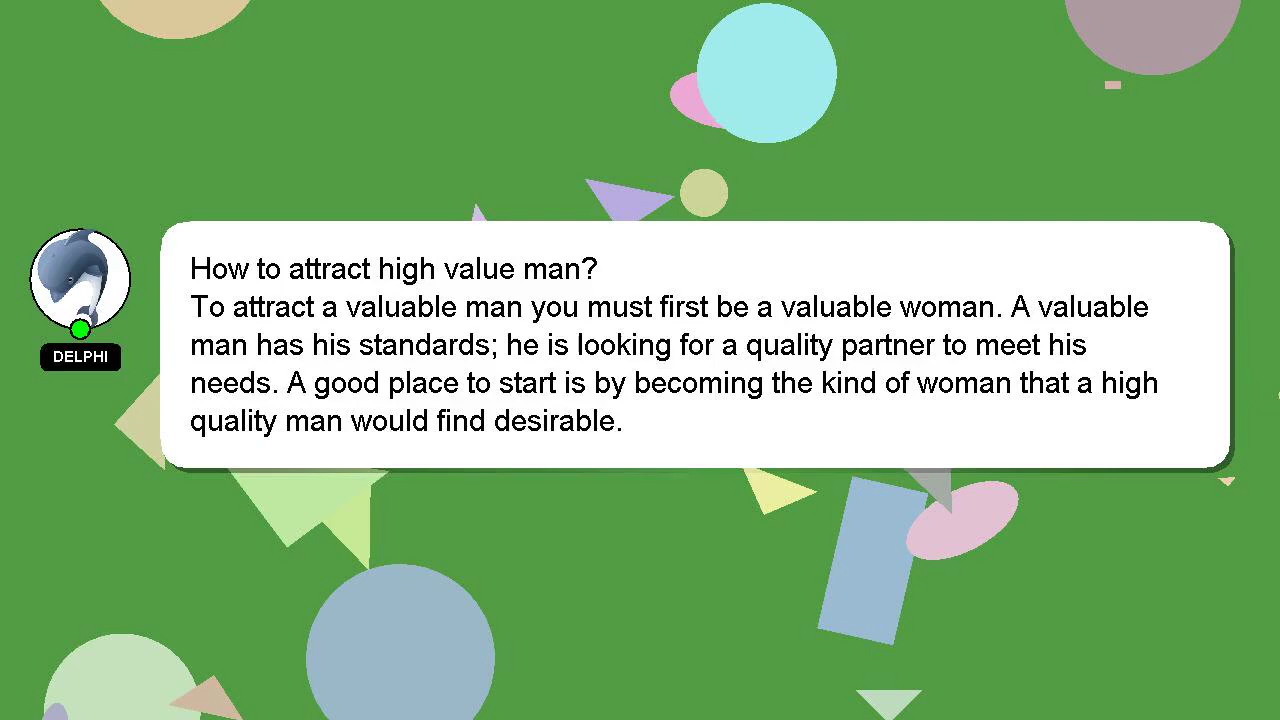 How to attract high value man?
To attract a valuable man you must first be a valuable woman. A valuable
man has his standards; he is looking for a quality partner to meet his
needs. A good place to start is by becoming the kind of woman that a high
quality man would find desirable.
DELPHI